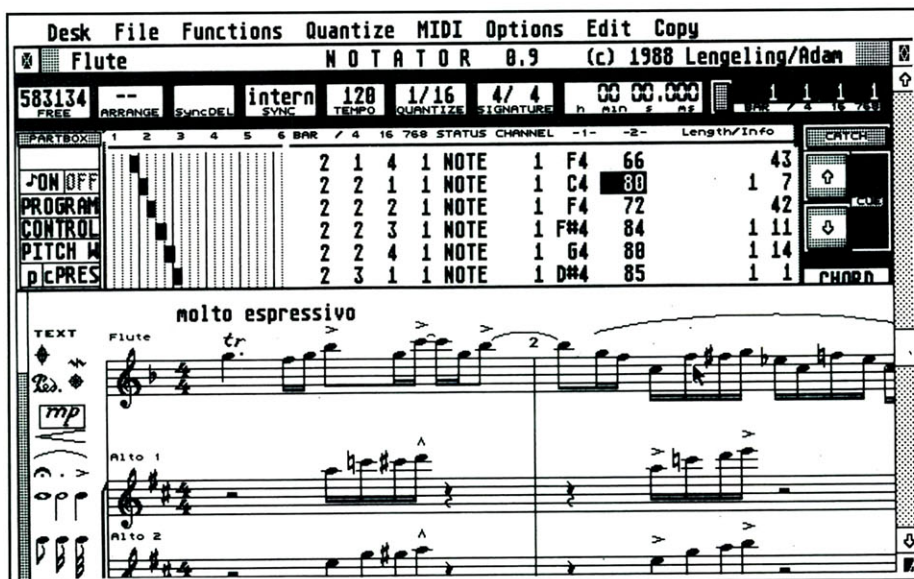 Desk File Functions Quantize MIDI Options Edit Copy
Flute NOTATOR 0.9 (c) 1988 Lengeling/Adam
583134 -- intern 120 1/16 4/ 4 00 00.000 1 1 1 1
FREE ARRANGE SyncDEL SYNC TEMPO QUANTIZE SIGNATURE h min s ms BAR / 4 16 768
PARTBOX 1 2 3 4 5 6 BAR / 4 16 768 STATUS CHANNEL -1- -2- Length/Info CATCH
2 1 4 1 NOTE 1 F4 66 43
♪ON OFF 2 2 1 1 NOTE 1 C4 80 1 7
PROGRAM 2 2 2 1 NOTE 1 F4 72 42 CUE
CONTROL 2 2 3 1 NOTE 1 F#4 84 1 11
PITCH W 2 2 4 1 NOTE 1 G4 88 1 14
p cPRES 2 3 1 1 NOTE 1 D#4 85 1 1 CHORD
molto espressivo
TEXT Flute tr 2
Ped.
mp
Alto 1
Alto 2